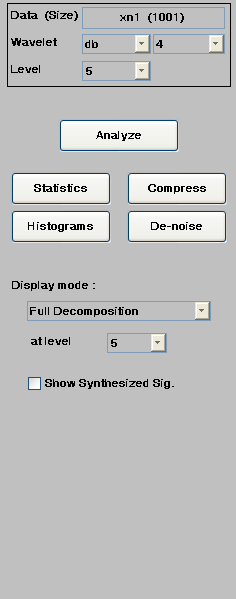 Data (Size) xn1 (1001)
Wavelet db 4
Level 5
Analyze
Statistics Compress
Histograms De-noise
Display mode :
Full Decomposition
at level 5
Show Synthesized Sig.